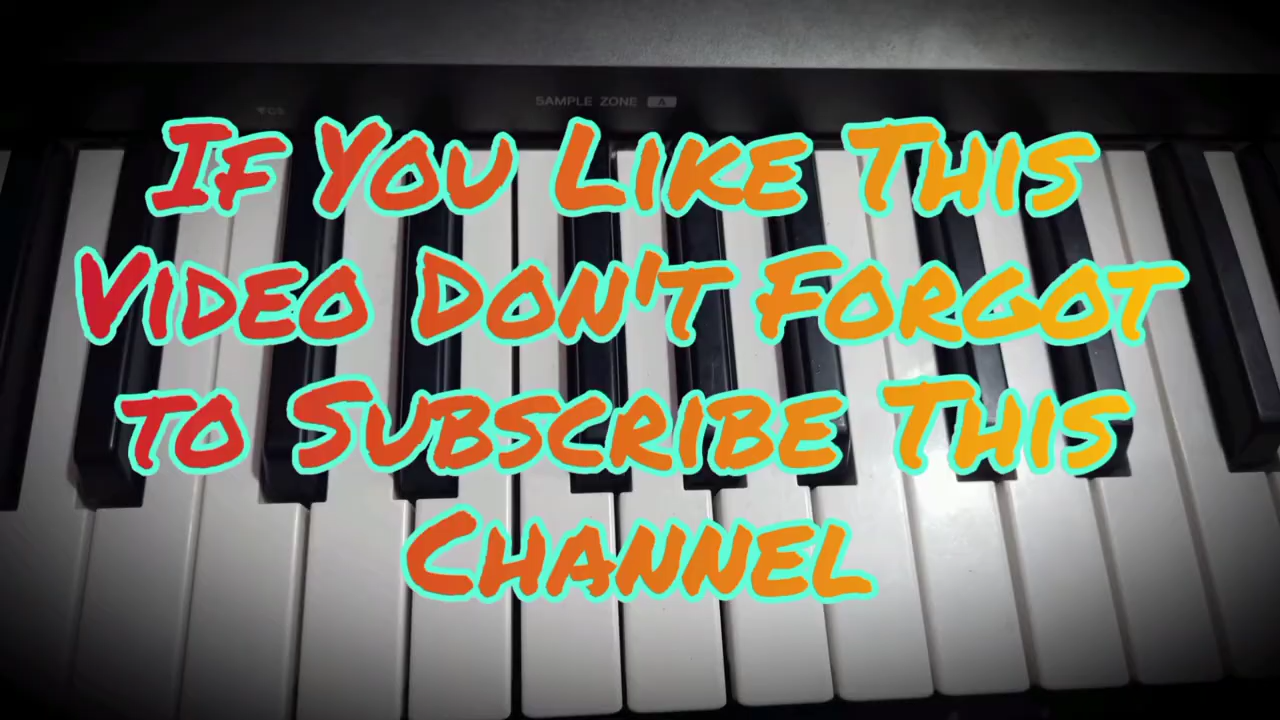 SAMPLE ZONE A
If You Like This
Video Don't Forgot
to Subscribe This
Channel